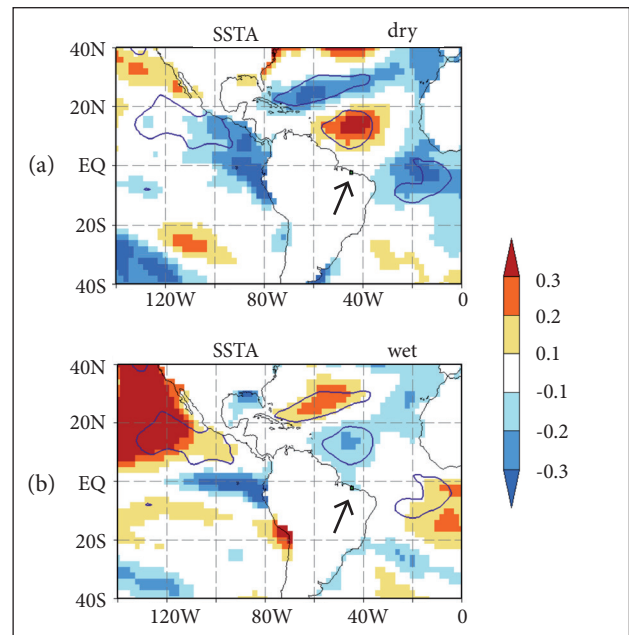 SSTA dry
40N
20N
(a) EQ
20S
40S
120W 80W 40W 0
0.3
0.2
0.1
-0.1
-0.2
-0.3
SSTA wet
40N
20N
(b) EQ
20S
40S
120W 80W 40W 0